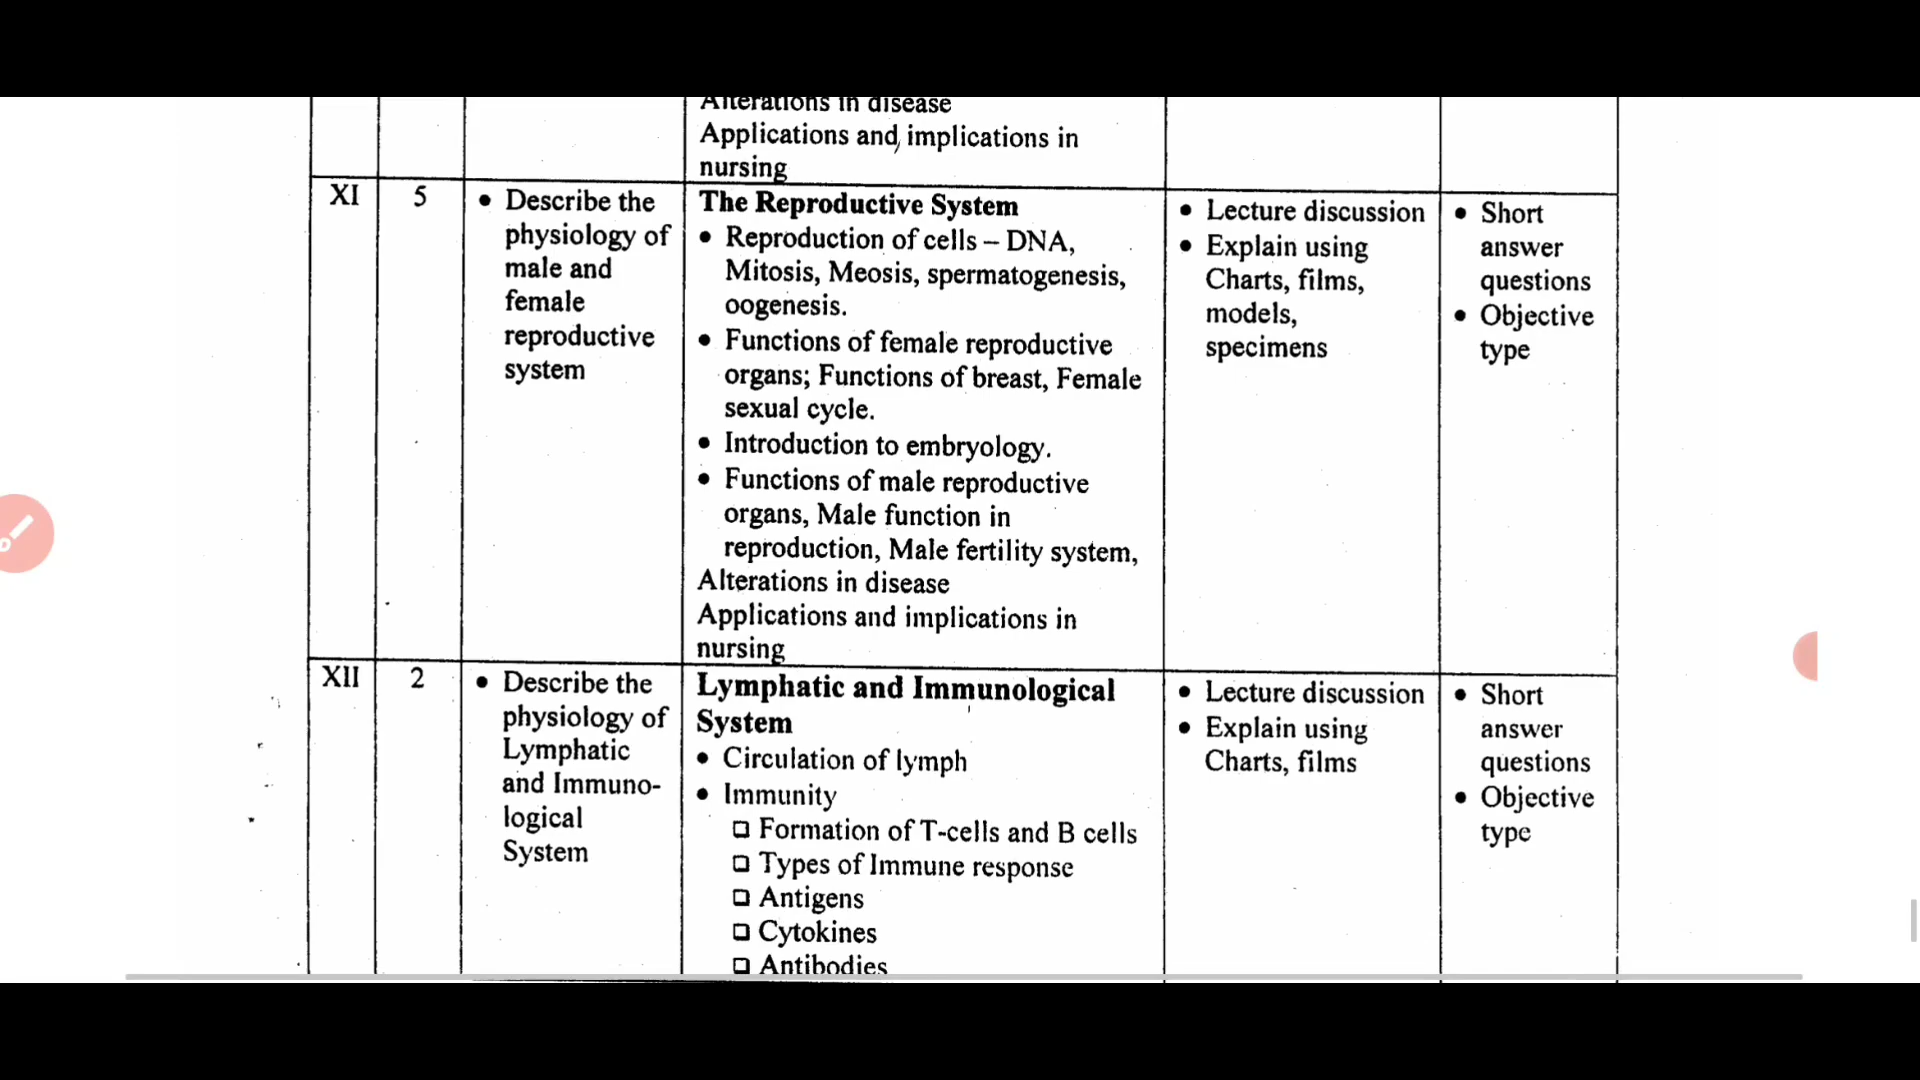 Alterations in disease
Applications and, implications in
nursing
XI
5
• Describe the
physiology of
male and
female
reproductive
system
The Reproductive System
• Reproduction of cells – DNA,
Mitosis, Meosis, spermatogenesis,
oogenesis.
• Functions of female reproductive
organs; Functions of breast, Female
sexual cycle.
• Introduction to embryology.
• Functions of male reproductive
organs, Male function in
reproduction, Male fertility system,
Alterations in disease
Applications and implications in
nursing
• Lecture discussion
• Explain using
Charts, films,
models,
specimens
• Short
answer
questions
• Objective
type
XII
2
• Describe the
physiology of
Lymphatic
and Immuno-
logical
System
Lymphatic and Immunological
System
• Circulation of lymph
• Immunity
❑ Formation of T-cells and B cells
❑ Types of Immune response
❑ Antigens
❑ Cytokines
❑ Antibodies
• Lecture discussion
• Explain using
Charts, films
• Short
answer
questions
• Objective
type